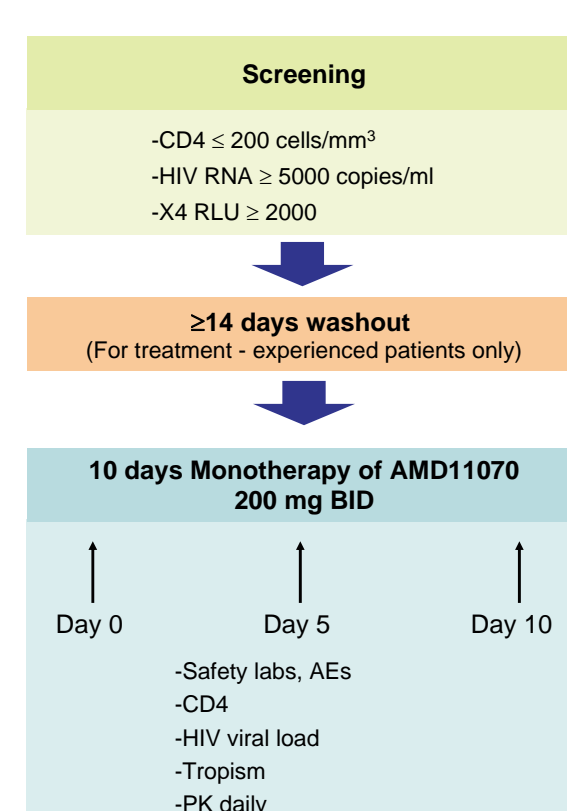 Screening
-CD4 ≤ 200 cells/mm³
-HIV RNA ≥ 5000 copies/ml
-X4 RLU ≥ 2000
≥14 days washout
(For treatment - experienced patients only)
10 days Monotherapy of AMD11070
200 mg BID
Day 0 Day 5 Day 10
-Safety labs, AEs
-CD4
-HIV viral load
-Tropism
-PK daily